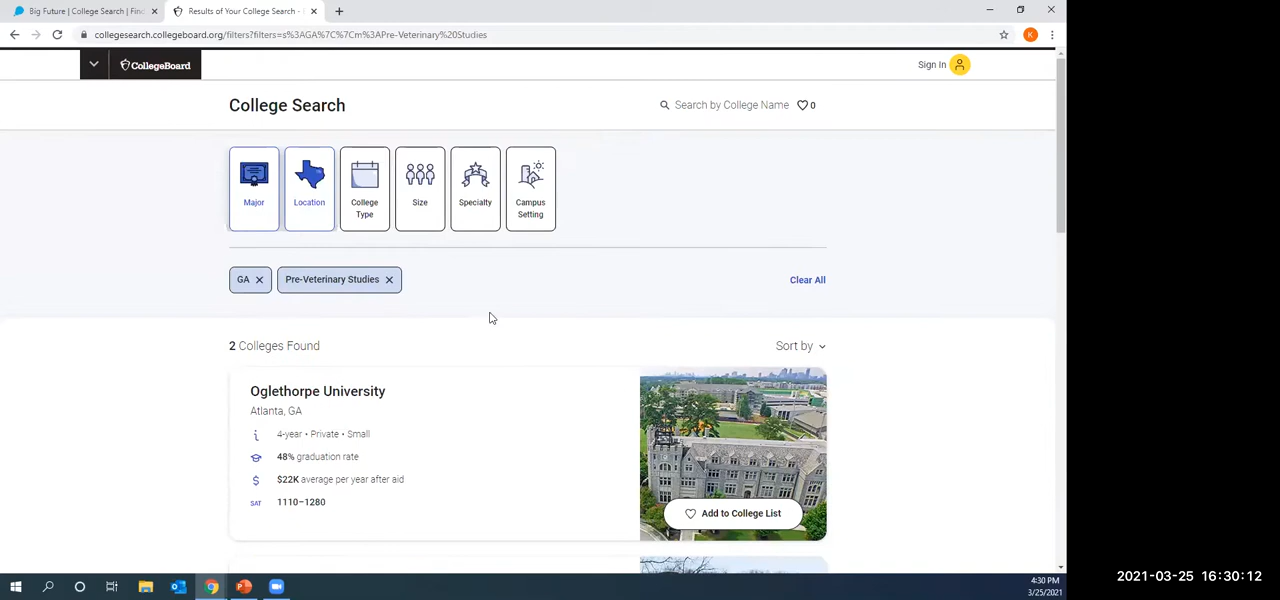 Big Future | College Search | Fin
Results of Your College Search -
collegesearch.collegeboard.org/filters?filters=s%3AGA%7C%7Cm%3APre-Veterinary%20Studies
K
CollegeBoard
Sign In
College Search
Search by College Name
0
Major
Location
College Type
Size
Specialty
Campus Setting
GA
Pre-Veterinary Studies
Clear All
2 Colleges Found
Sort by
Oglethorpe University
Atlanta, GA
4-year • Private • Small
48% graduation rate
$ $22K average per year after aid
SAT 1110–1280
Add to College List
4:30 PM
3/25/2021
2021-03-25 16:30:12